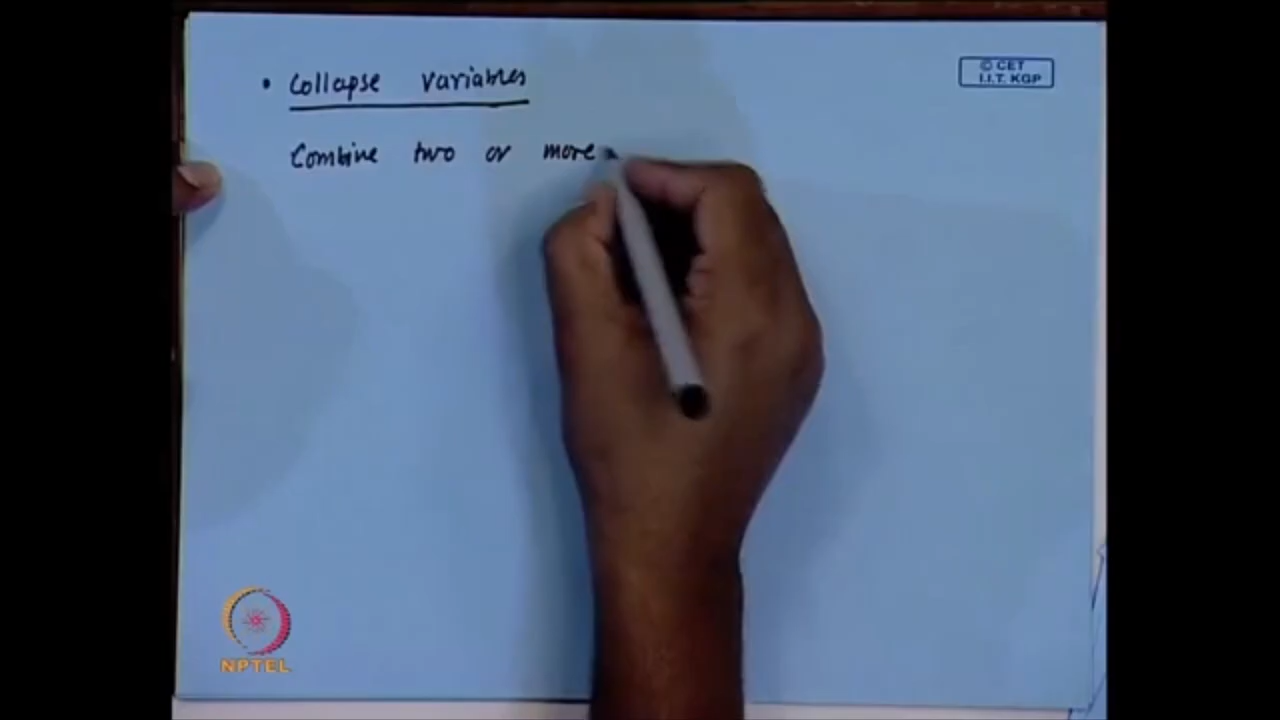 • Collapse variables
© CET
I.I.T. KGP
Combine two or more
NPTEL